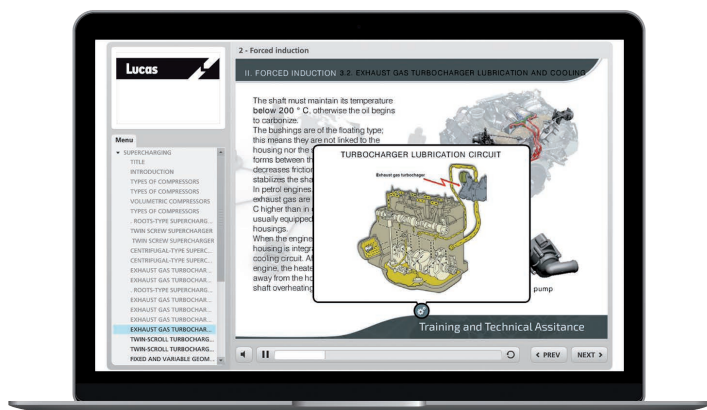 Lucas
Menu
SUPERCHARGING
TITLE
INTRODUCTION
TYPES OF COMPRESSORS
TYPES OF COMPRESSORS
VOLUMETRIC COMPRESSORS
TYPES OF COMPRESSORS
. ROOTS-TYPE SUPERCHARG...
TWIN SCREW SUPERCHARGER
TWIN SCREW SUPERCHARGER
CENTRIFUGAL-TYPE SUPERC...
CENTRIFUGAL-TYPE SUPERC...
EXHAUST GAS TURBOCHAR...
EXHAUST GAS TURBOCHAR...
. ROOTS-TYPE SUPERCHARG...
EXHAUST GAS TURBOCHAR...
EXHAUST GAS TURBOCHAR...
EXHAUST GAS TURBOCHAR...
EXHAUST GAS TURBOCHAR...
TWIN-SCROLL TURBOCHARG...
TWIN-SCROLL TURBOCHARG...
FIXED AND VARIABLE GEOM...
2 - Forced induction
II. FORCED INDUCTION 3.2. EXHAUST GAS TURBOCHARGER LUBRICATION AND COOLING
The shaft must maintain its temperature
below 200 ° C, otherwise the oil begins
to carbonize.
The bushings are of the floating type;
this means they are not linked to the
housing nor the s
forms between th
decreases friction
stabilizes the sha
In petrol engines
exhaust gas are
C higher than in
usually equipped
housings.
When the engine
housing is integra
cooling circuit. Af
engine, the heate
away from the ho
shaft overheating
TURBOCHARGER LUBRICATION CIRCUIT
Exhaust gas turbocharger
pump
Training and Technical Assitance
< PREV
NEXT >